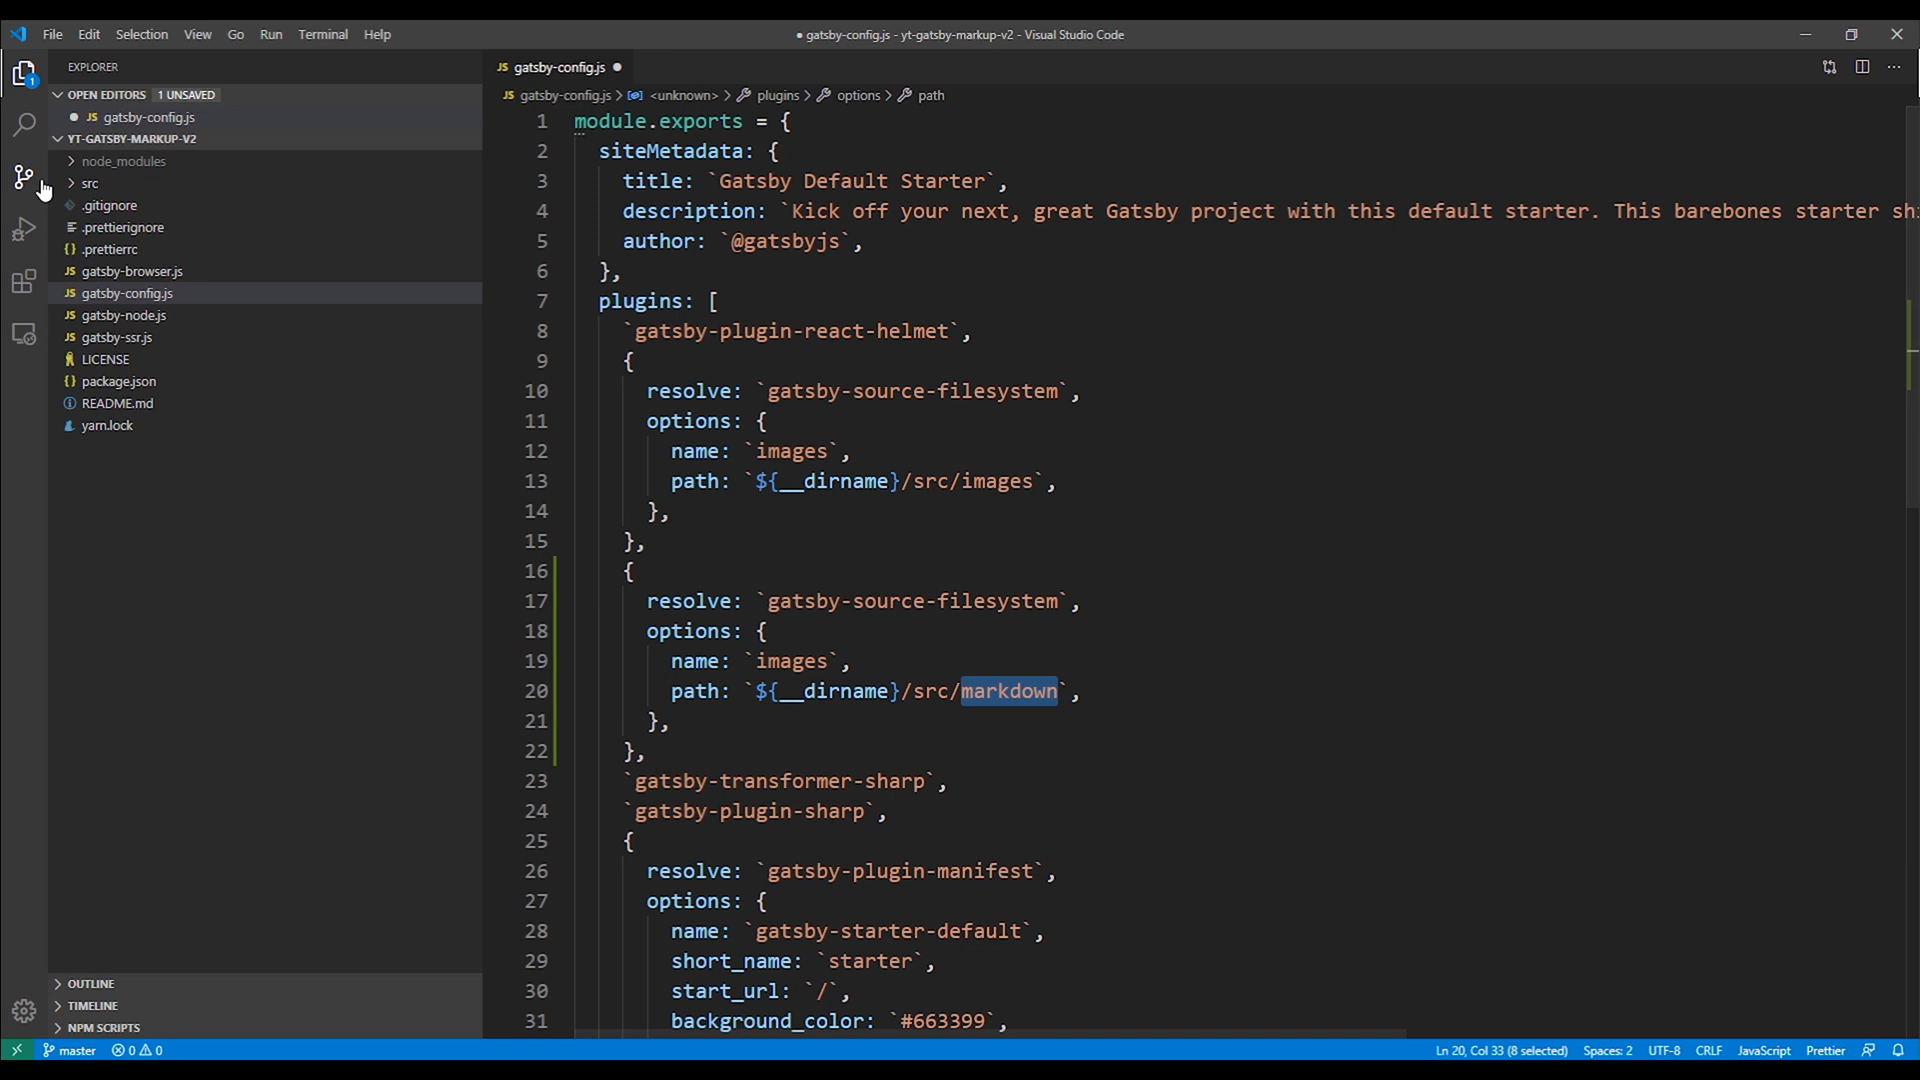 File Edit Selection View Go Run Terminal Help
● gatsby-config.js - yt-gatsby-markup-v2 - Visual Studio Code
EXPLORER
OPEN EDITORS 1 UNSAVED
JS gatsby-config.js
YT-GATSBY-MARKUP-V2
node_modules
src
.gitignore
.prettierignore
{} .prettierrc
JS gatsby-browser.js
JS gatsby-config.js
JS gatsby-node.js
JS gatsby-ssr.js
LICENSE
{} package.json
README.md
yarn.lock
OUTLINE
TIMELINE
NPM SCRIPTS
1
JS gatsby-config.js ●
JS gatsby-config.js > <unknown> > plugins > options > path
1 module.exports = {
2 siteMetadata: {
3 title: `Gatsby Default Starter`,
4 description: `Kick off your next, great Gatsby project with this default starter. This barebones starter sh
5 author: `@gatsbyjs`,
6 },
7 plugins: [
8 `gatsby-plugin-react-helmet`,
9 {
10 resolve: `gatsby-source-filesystem`,
11 options: {
12 name: `images`,
13 path: `${__dirname}/src/images`,
14 },
15 },
16 {
17 resolve: `gatsby-source-filesystem`,
18 options: {
19 name: `images`,
20 path: `${__dirname}/src/markdown`,
21 },
22 },
23 `gatsby-transformer-sharp`,
24 `gatsby-plugin-sharp`,
25 {
26 resolve: `gatsby-plugin-manifest`,
27 options: {
28 name: `gatsby-starter-default`,
29 short_name: `starter`,
30 start_url: `/`,
31 background_color: `#663399`,
master 0 0
Ln 20, Col 33 (8 selected) Spaces: 2 UTF-8 CRLF JavaScript Prettier